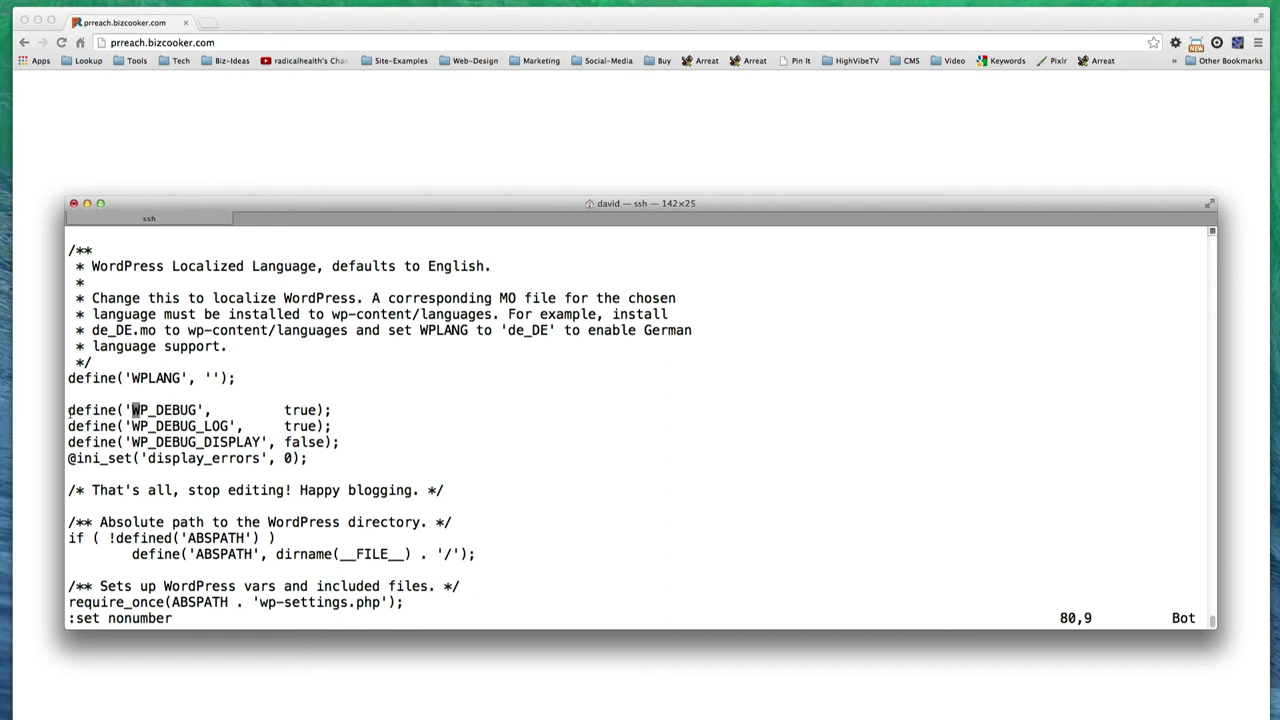 prreach.bizcooker.com
prreach.bizcooker.com
NEW
Apps Lookup Tools Tech Biz-Ideas radicalhealth's Chan Site-Examples Web-Design Marketing Social-Media Buy Arreat Arreat Pin It HighVibeTV CMS Video Keywords Pixlr Arreat » Other Bookmarks
david — ssh — 142×25
ssh
/**
* WordPress Localized Language, defaults to English.
*
* Change this to localize WordPress. A corresponding MO file for the chosen
* language must be installed to wp-content/languages. For example, install
* de_DE.mo to wp-content/languages and set WPLANG to 'de_DE' to enable German
* language support.
*/
define('WPLANG', '');
define('WP_DEBUG', true);
define('WP_DEBUG_LOG', true);
define('WP_DEBUG_DISPLAY', false);
@ini_set('display_errors', 0);
/* That's all, stop editing! Happy blogging. */
/** Absolute path to the WordPress directory. */
if ( !defined('ABSPATH') )
define('ABSPATH', dirname(__FILE__) . '/');
/** Sets up WordPress vars and included files. */
require_once(ABSPATH . 'wp-settings.php');
:set nonumber 80,9 Bot